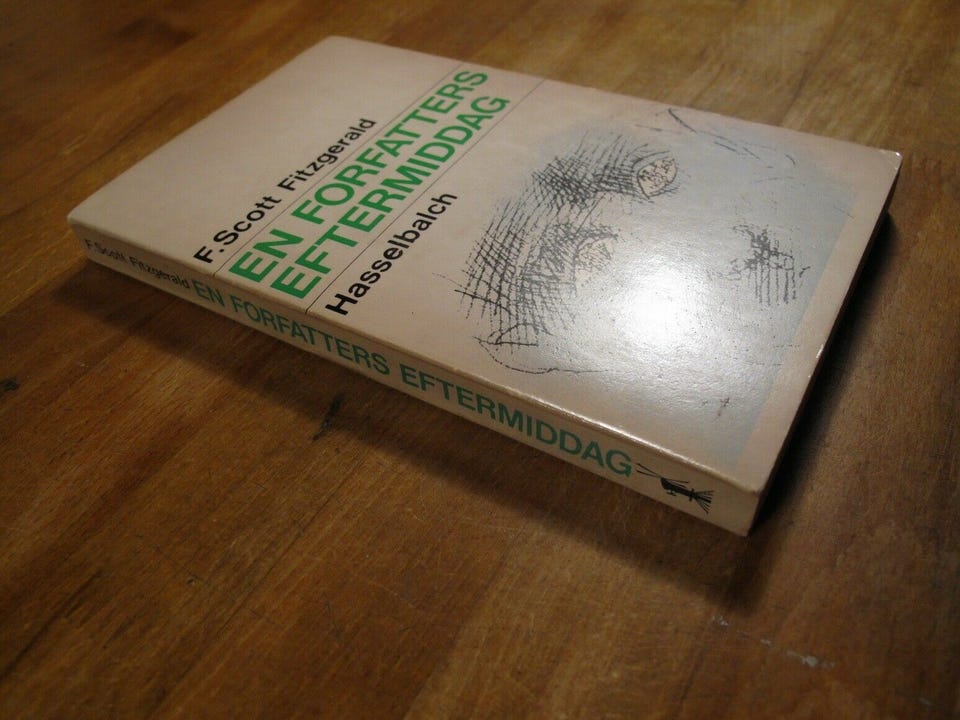 F. Scott Fitzgerald
EN FORFATTERS
EFTERMIDDAG
Hasselbalch
F. Scott Fitzgerald EN FORFATTERS EFTERMIDDAG